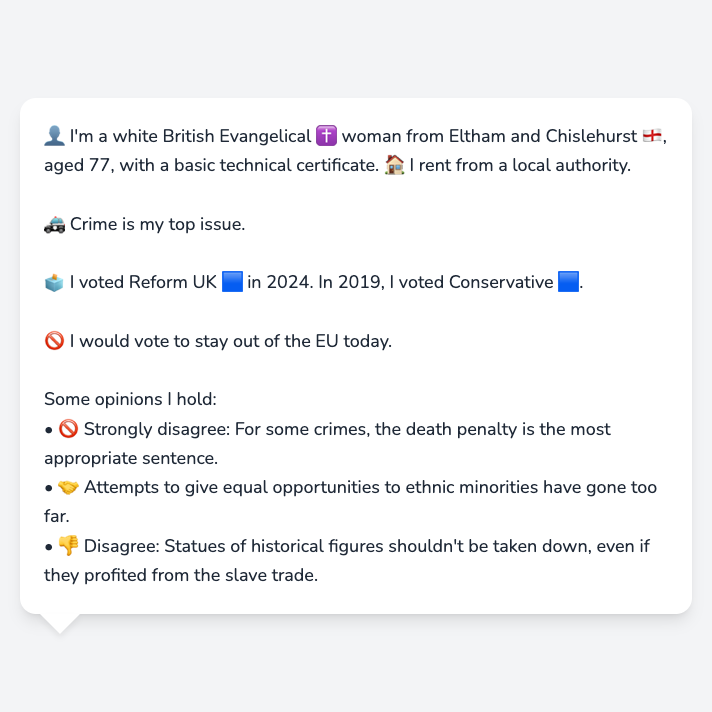 👤 I'm a white British Evangelical ✝️ woman from Eltham and Chislehurst 🏴󠁧󠁢󠁥󠁮󠁧󠁿,
aged 77, with a basic technical certificate. 🏠 I rent from a local authority.
🚓 Crime is my top issue.
🗳️ I voted Reform UK 🟦 in 2024. In 2019, I voted Conservative 🟦.
🚫 I would vote to stay out of the EU today.
Some opinions I hold:
• 🚫 Strongly disagree: For some crimes, the death penalty is the most
appropriate sentence.
• 🤝 Attempts to give equal opportunities to ethnic minorities have gone too
far.
• 👎 Disagree: Statues of historical figures shouldn't be taken down, even if
they profited from the slave trade.